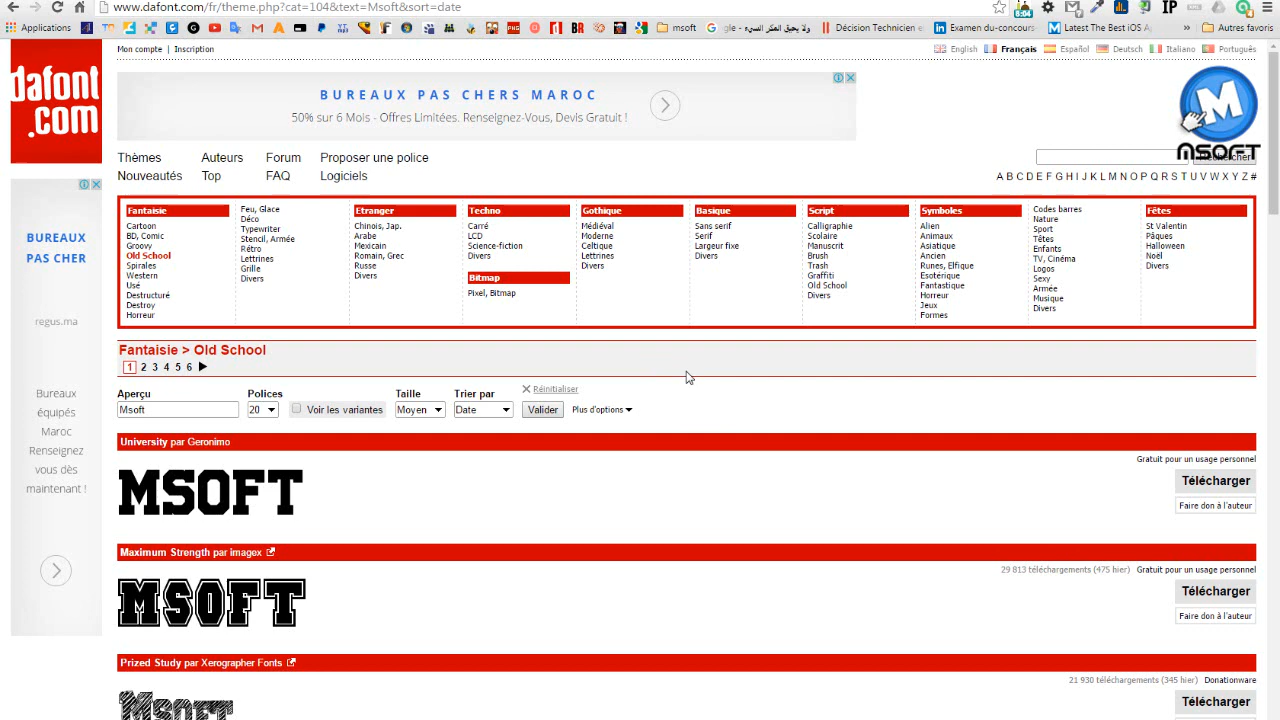 www.dafont.com/fr/theme.php?cat=104&text=Msoft&sort=date
8:04
IP
Applications
msoft
gle - ولا يحيق المكر السيء
Décision Technicien e
Examen du-concours-
Latest The Best iOS A
»
Autres favoris
dafont
.com
Mon compte | Inscription
English
Français
Español
Deutsch
Italiano
Português
BUREAUX PAS CHERS MAROC
50% sur 6 Mois - Offres Limitées. Renseignez-Vous, Devis Gratuit !
M
MSOFT
Thèmes Auteurs Forum Proposer une police
Nouveautés Top FAQ Logiciels
A B C D E F G H I J K L M N O P Q R S T U V W X Y Z #
BUREAUX
PAS CHER
regus.ma
Bureaux
équipés
Maroc
Renseignez
vous dès
maintenant !
Fantaisie
Cartoon
BD, Comic
Groovy
Old School
Spirales
Western
Usé
Destructuré
Destroy
Horreur
Feu, Glace
Déco
Typewriter
Stencil, Armée
Rétro
Lettrines
Grille
Divers
Etranger
Chinois, Jap.
Arabe
Mexicain
Romain, Grec
Russe
Divers
Techno
Carré
LCD
Science-fiction
Divers
Bitmap
Pixel, Bitmap
Gothique
Médiéval
Moderne
Celtique
Lettrines
Divers
Basique
Sans serif
Serif
Largeur fixe
Divers
Script
Calligraphie
Scolaire
Manuscrit
Brush
Trash
Graffiti
Old School
Divers
Symboles
Alien
Animaux
Asiatique
Ancien
Runes, Elfique
Esotérique
Fantastique
Horreur
Jeux
Formes
Codes barres
Nature
Sport
Têtes
Enfants
TV, Cinéma
Logos
Sexy
Armée
Musique
Divers
Fêtes
St Valentin
Pâques
Halloween
Noël
Divers
Fantaisie > Old School
1 2 3 4 5 6
Aperçu
Msoft
Polices
20
Voir les variantes
Taille
Moyen
Trier par
Date
Réinitialiser
Valider
Plus d'options
University par Geronimo
Gratuit pour un usage personnel
MSOFT
Télécharger
Faire don à l'auteur
Maximum Strength par imagex
29 813 téléchargements (475 hier) Gratuit pour un usage personnel
MSOFT
Télécharger
Faire don à l'auteur
Prized Study par Xerographer Fonts
21 930 téléchargements (345 hier) Donationware
MSOFT
Télécharger